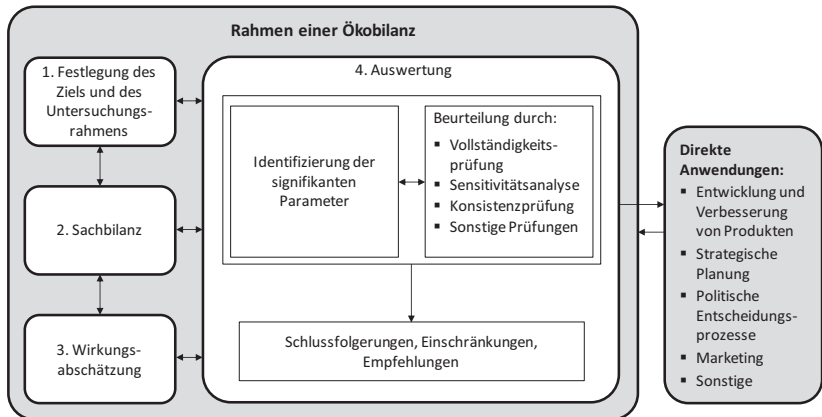 Rahmen einer Ökobilanz
1. Festlegung des
Ziels und des
Untersuchungs-
rahmens
2. Sachbilanz
3. Wirkungs-
abschätzung
4. Auswertung
Identifizierung der
signifikanten
Parameter
Beurteilung durch:
▪ Vollständigkeits-
prüfung
▪ Sensitivitätsanalyse
▪ Konsistenzprüfung
▪ Sonstige Prüfungen
Schlussfolgerungen, Einschränkungen,
Empfehlungen
Direkte
Anwendungen:
▪ Entwicklung und
Verbesserung
von Produkten
▪ Strategische
Planung
▪ Politische
Entscheidungs-
prozesse
▪ Marketing
▪ Sonstige